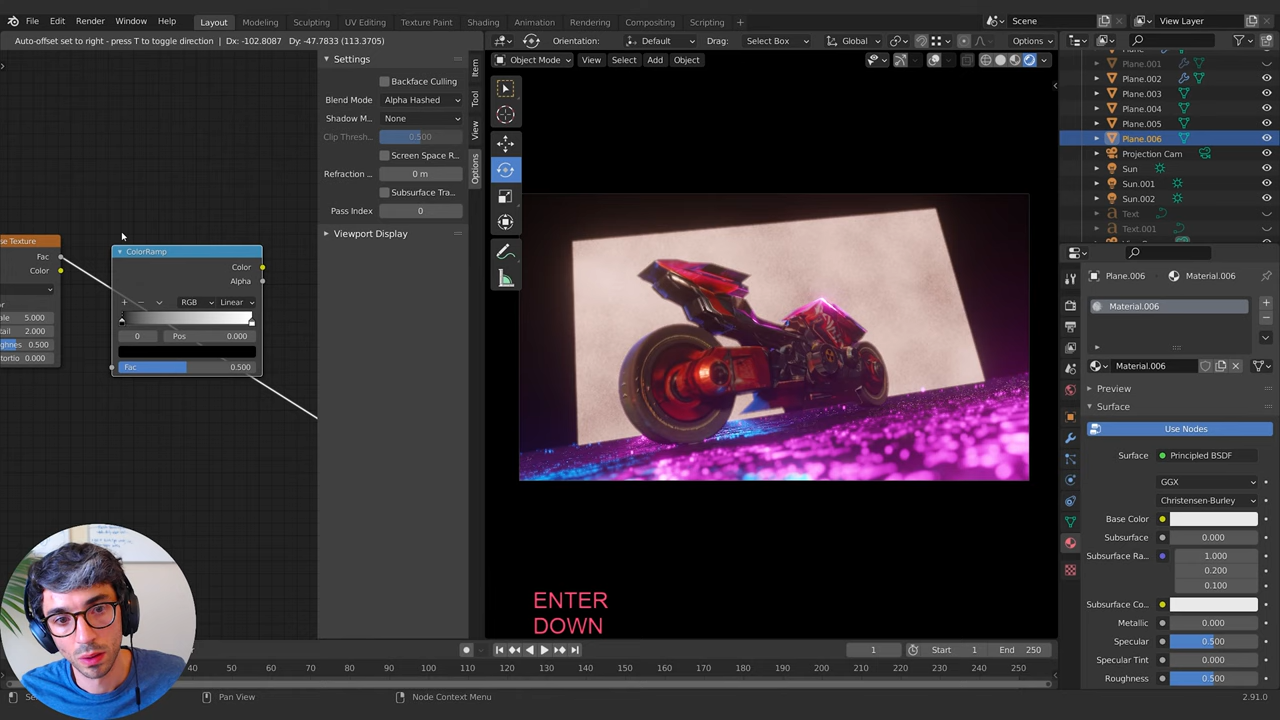 File Edit Render Window Help Layout Modeling Sculpting UV Editing Texture Paint Shading Animation Rendering Compositing Scripting + Scene View Layer
Auto-offset set to right - press T to toggle direction | Dx: -102.8087 Dy: -47.7833 (113.3705)
Orientation: Default Drag: Select Box Global Options
Object Mode View Select Add Object
Settings
Backface Culling
Blend Mode Alpha Hashed
Shadow M... None
Clip Thresh... 0.500
Screen Space R...
Refraction ... 0 m
Subsurface Tra...
Pass Index 0
Viewport Display
Item
Tool
View
Options
se Texture
Fac
Color
ale 5.000
tail 2.000
ghnes 0.500
tortio 0.000
ColorRamp
Color
Alpha
+ − RGB Linear
0 Pos 0.000
Fac 0.500
ENTER
DOWN
Plane.001
Plane.002
Plane.003
Plane.004
Plane.005
Plane.006
Projection Cam
Sun
Sun.001
Sun.002
Text
Text.001
Plane.006 Material.006
Material.006
Material.006
Preview
Surface
Use Nodes
Surface Principled BSDF
GGX
Christensen-Burley
Base Color
Subsurface 0.000
Subsurface Ra... 1.000
0.200
0.100
Subsurface Co...
Metallic 0.000
Specular 0.500
Specular Tint 0.000
Roughness 0.500
1 Start 1 End 250
40 50 60 70 80 90 100 110 120 130 140 150 160 170 180 190 200 210 220 230 240 250
Pan View Node Context Menu 2.91.0